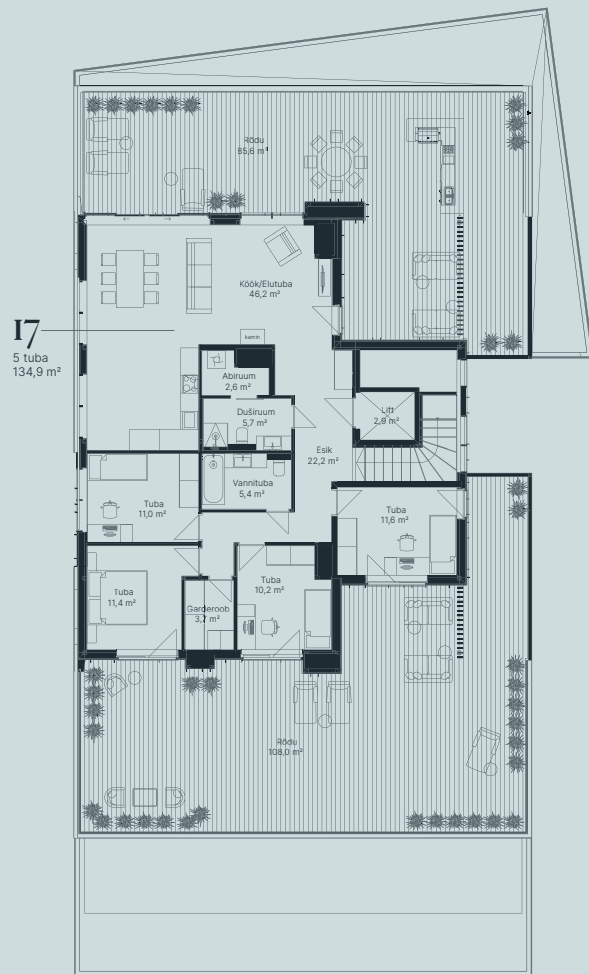 Rõdu
85,6 m²
Köök/Elutuba
46,2 m²
17
5 tuba
134,9 m²
kamin
Abiruum
2,6 m²
Duširuum
5,7 m²
Lift
2,9 m²
Esik
22,2 m²
Vannituba
5,4 m²
Tuba
11,0 m²
Tuba
11,6 m²
Tuba
11,4 m²
Tuba
10,2 m²
Garderoob
3,7 m²
Rõdu
108,0 m²